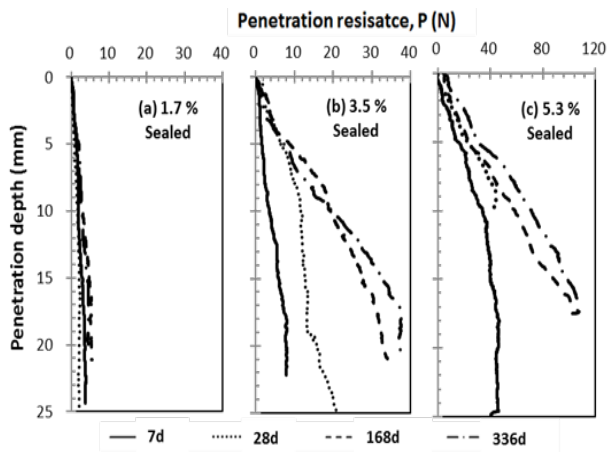 Penetration resisatce, P (N)
0 10 20 30 40 0 10 20 30 40 0 40 80 120
0
5
10
15
20
25
Penetration depth (mm)
(a) 1.7 %
Sealed
(b) 3.5 %
Sealed
(c) 5.3 %
Sealed
7d 28d 168d 336d